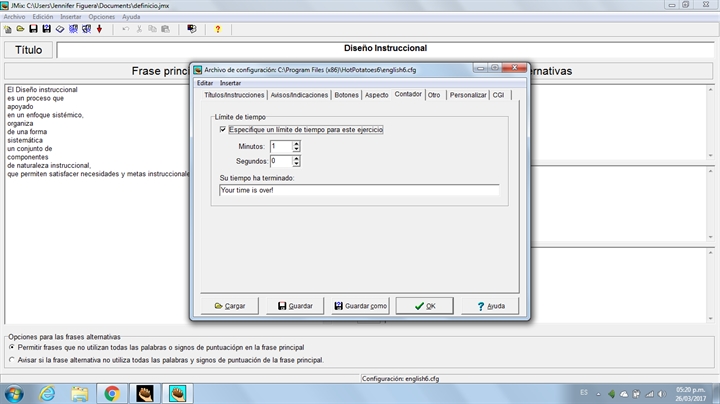 JMix: C:\Users\Jennifer Figuera\Documents\definicio.jmx
Archivo Edición Insertar Opciones Ayuda
Título
Diseño Instruccional
Frase princ
ernativas
El Diseño instruccional
es un proceso que
apoyado
en un enfoque sistémico,
organiza
de una forma
sistemática
un conjunto de
componentes
de naturaleza instruccional,
que permiten satisfacer necesidades y metas instruccionale
Archivo de configuración: C:\Program Files (x86)\HotPotatoes6\english6.cfg
Editar Insertar
Títulos/Instrucciones Avisos/Indicaciones Botones Aspecto Contador Otro Personalizar CGI
Límite de tiempo
Especifique un límite de tiempo para este ejercicio
Minutos: 1
Segundos: 0
Su tiempo ha terminado:
Your time is over!
Cargar Guardar Guardar como OK Ayuda
Opciones para las frases alternativas
Permitir frases que no utilizan todas las palabras o signos de puntuaciópn en la frase principal
Avisar si la frase alternativa no utiliza todas las palabras y signos de puntuación de la frase principal.
Configuración: english6.cfg
ES
05:20 p.m.
26/03/2017